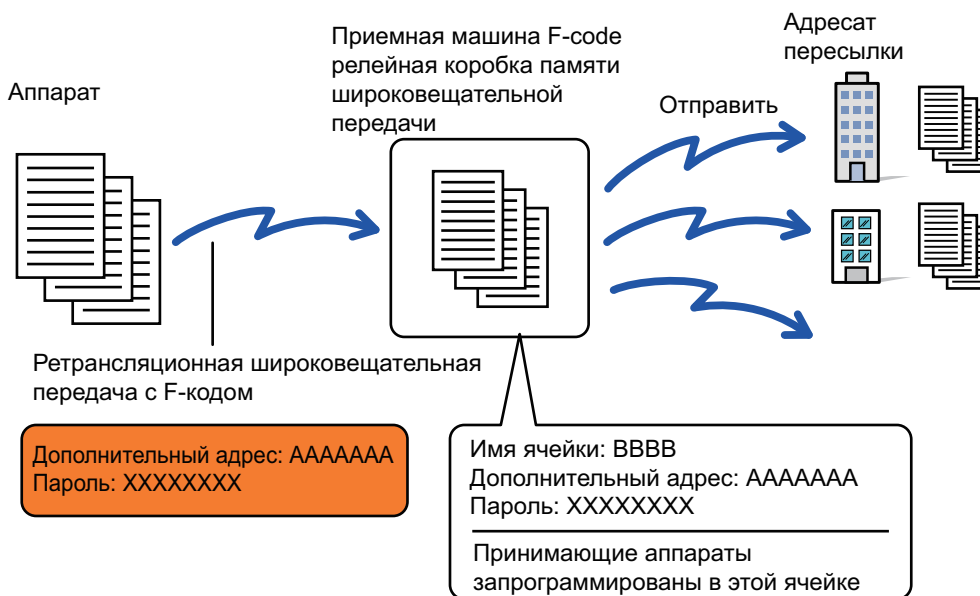 Аппарат
Приемная машина F-code
релейная коробка памяти
широковещательной
передачи
Отправить
Адресат
пересылки
Ретрансляционная широковещательная
передача с F-кодом
Дополнительный адрес: AAAAAAA
Пароль: XXXXXXXX
Имя ячейки: BBBB
Дополнительный адрес: AAAAAAA
Пароль: XXXXXXXX
Принимающие аппараты
запрограммированы в этой ячейке